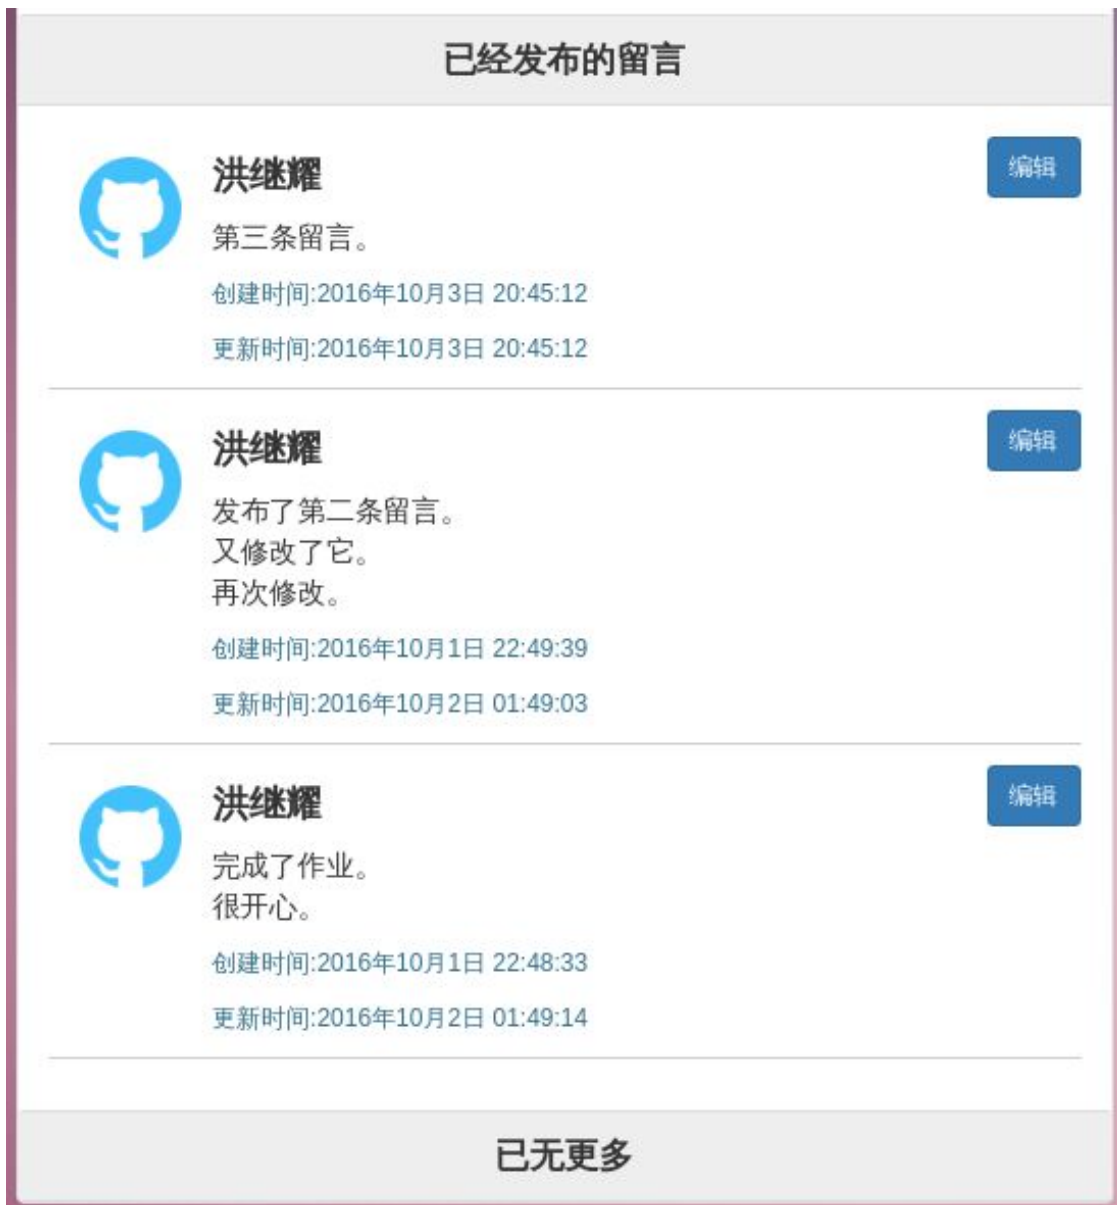 已经发布的留言
洪继耀
编辑
第三条留言。
创建时间:2016年10月3日 20:45:12
更新时间:2016年10月3日 20:45:12
洪继耀
编辑
发布了第二条留言。
又修改了它。
再次修改。
创建时间:2016年10月1日 22:49:39
更新时间:2016年10月2日 01:49:03
洪继耀
编辑
完成了作业。
很开心。
创建时间:2016年10月1日 22:48:33
更新时间:2016年10月2日 01:49:14
已无更多